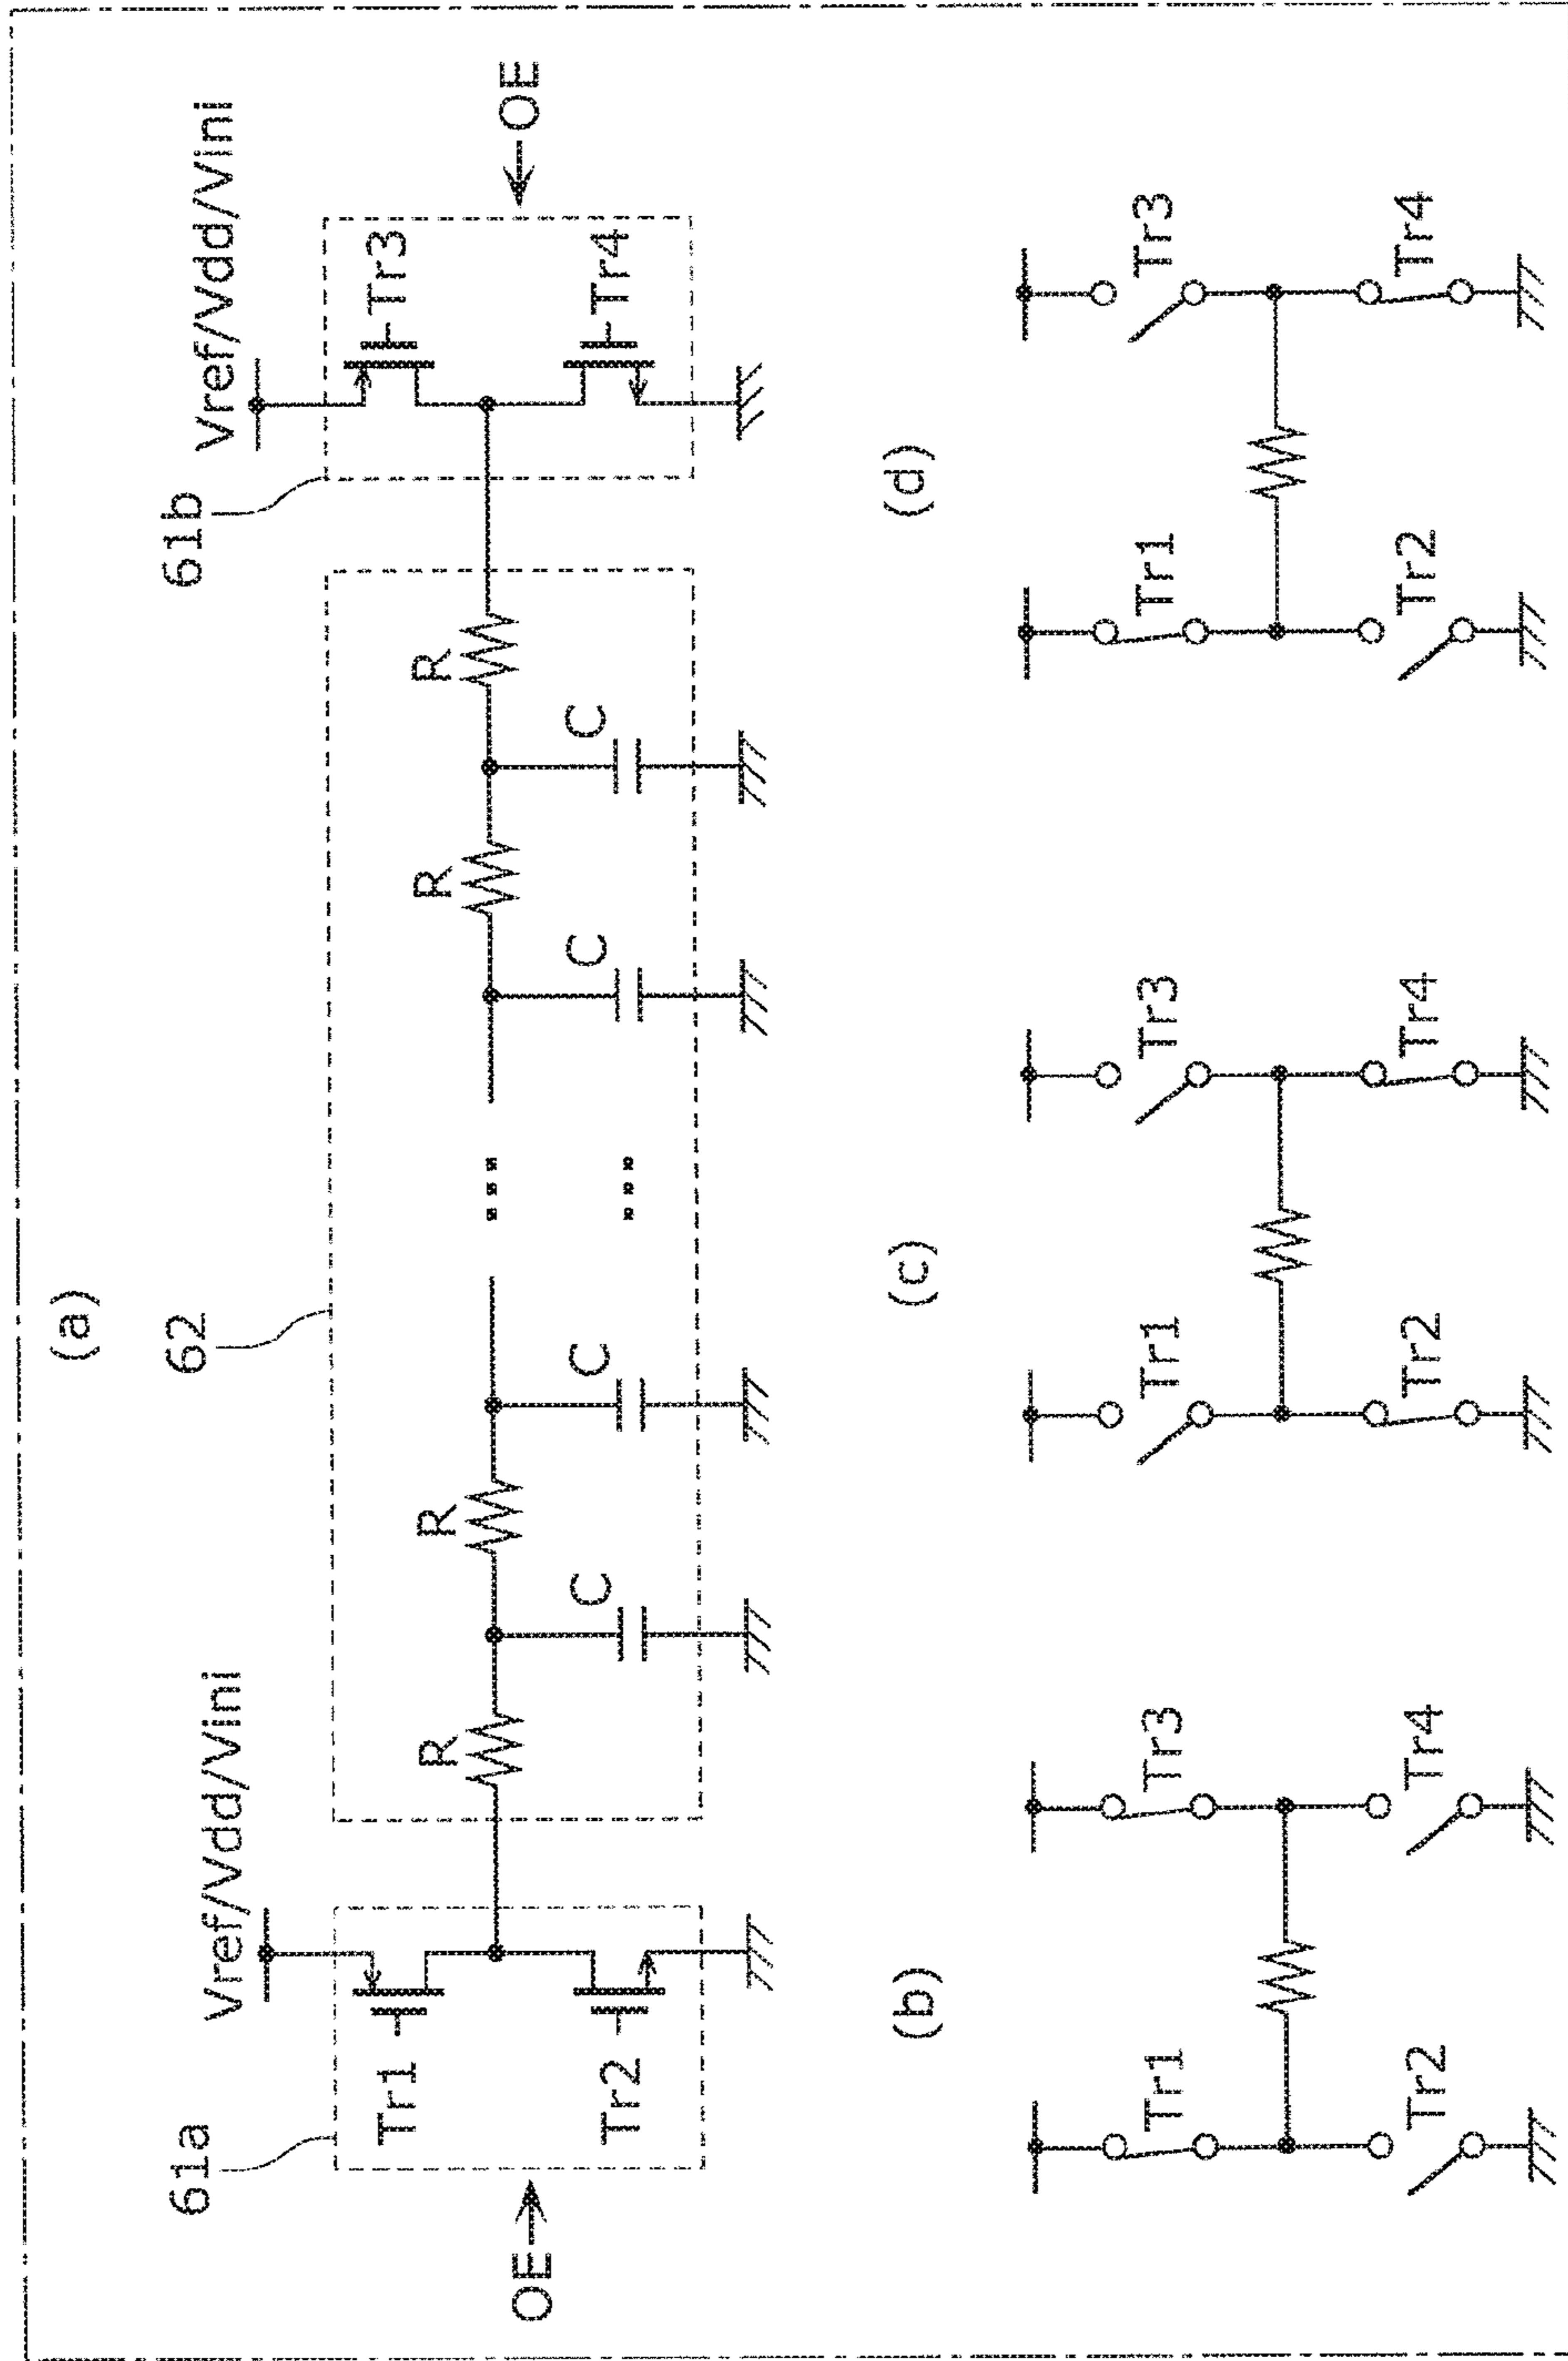 (a)
61a
Vref/Vdd/Vini
62
61b
Vref/Vdd/Vini
OE
Tr1
Tr2
R
R
R
R
C
C
C
C
Tr3
Tr4
OE
(b)
Tr1
Tr3
Tr2
Tr4
(c)
Tr1
Tr3
Tr2
Tr4
(d)
Tr1
Tr3
Tr2
Tr4